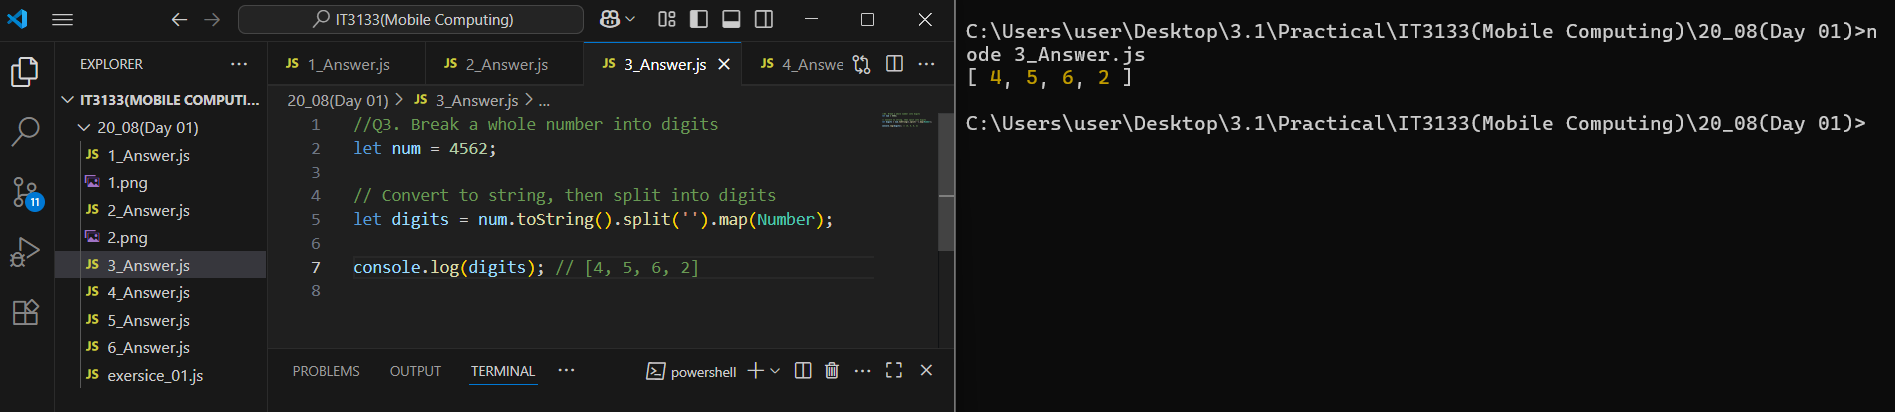 IT3133(Mobile Computing)
EXPLORER
IT3133(MOBILE COMPUTI...
20_08(Day 01)
JS 1_Answer.js
1.png
JS 2_Answer.js
2.png
JS 3_Answer.js
JS 4_Answer.js
JS 5_Answer.js
JS 6_Answer.js
JS exersice_01.js
11
JS 1_Answer.js
JS 2_Answer.js
JS 3_Answer.js
JS 4_Answe
20_08(Day 01) > JS 3_Answer.js > ...
1 //Q3. Break a whole number into digits
2 let num = 4562;
3
4 // Convert to string, then split into digits
5 let digits = num.toString().split('').map(Number);
6
7 console.log(digits); // [4, 5, 6, 2]
8
PROBLEMS OUTPUT TERMINAL ... powershell
C:\Users\user\Desktop\3.1\Practical\IT3133(Mobile Computing)\20_08(Day 01)>n
ode 3_Answer.js
[ 4, 5, 6, 2 ]
C:\Users\user\Desktop\3.1\Practical\IT3133(Mobile Computing)\20_08(Day 01)>